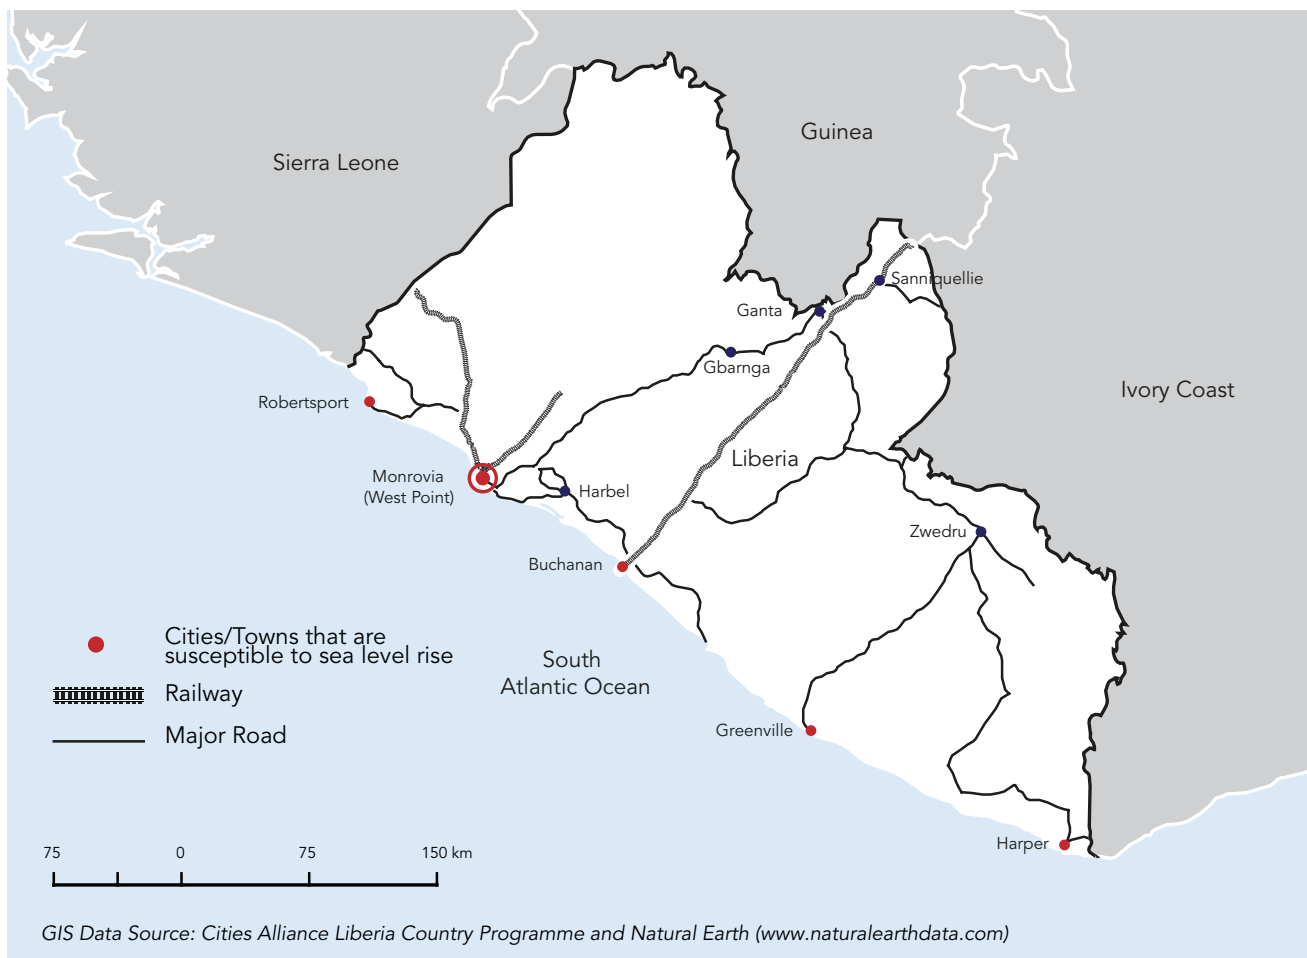 Guinea
Sierra Leone
Sanniquellie
Ganta
Gbarnga
Ivory Coast
Robertsport
Liberia
Monrovia
(West Point)
Harbel
Zwedru
Buchanan
Cities/Towns that are
susceptible to sea level rise
Railway
Major Road
South
Atlantic Ocean
Greenville
Harper
75 0 75 150 km
GIS Data Source: Cities Alliance Liberia Country Programme and Natural Earth (www.naturalearthdata.com)